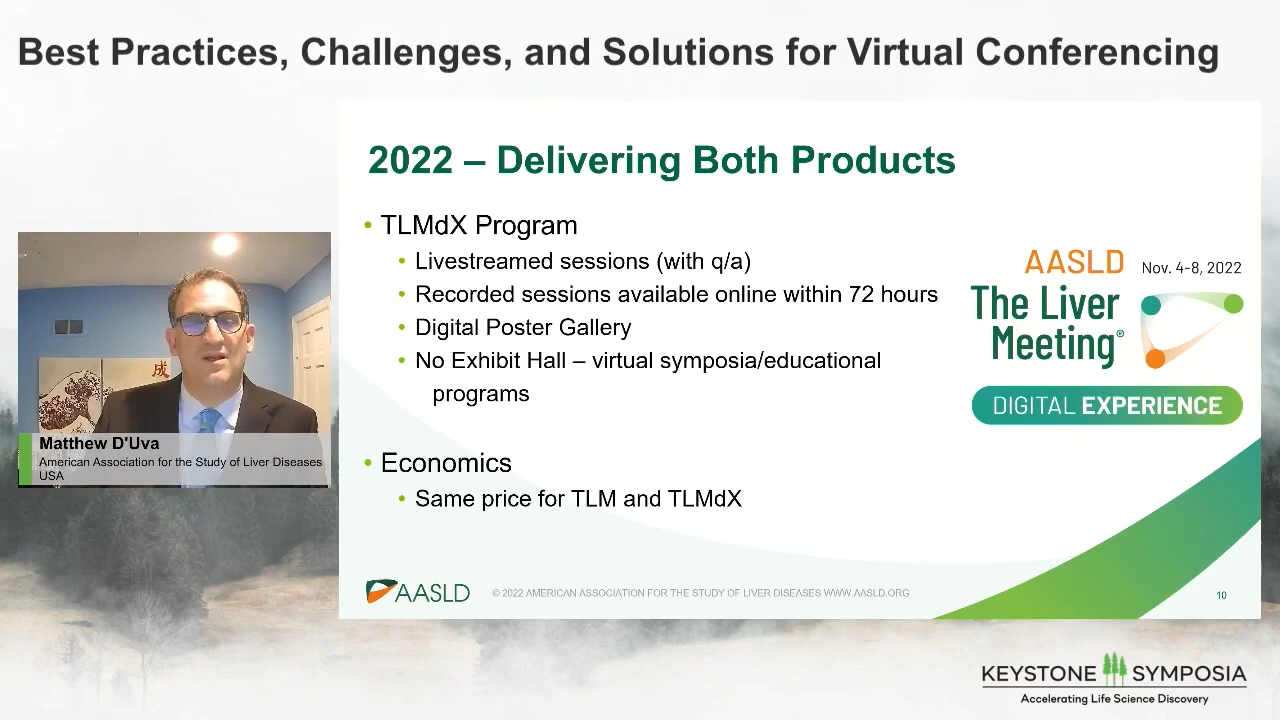 Best Practices, Challenges, and Solutions for Virtual Conferencing
2022 – Delivering Both Products
• TLMdX Program
• Livestreamed sessions (with q/a)
• Recorded sessions available online within 72 hours
• Digital Poster Gallery
• No Exhibit Hall – virtual symposia/educational
programs
• Economics
• Same price for TLM and TLMdX
AASLD Nov. 4-8, 2022
The Liver
Meeting®
DIGITAL EXPERIENCE
戌
Matthew D'Uva
American Association for the Study of Liver Diseases
USA
AASLD © 2022 AMERICAN ASSOCIATION FOR THE STUDY OF LIVER DISEASES WWW.AASLD.ORG 10
KEYSTONE SYMPOSIA
Accelerating Life Science Discovery